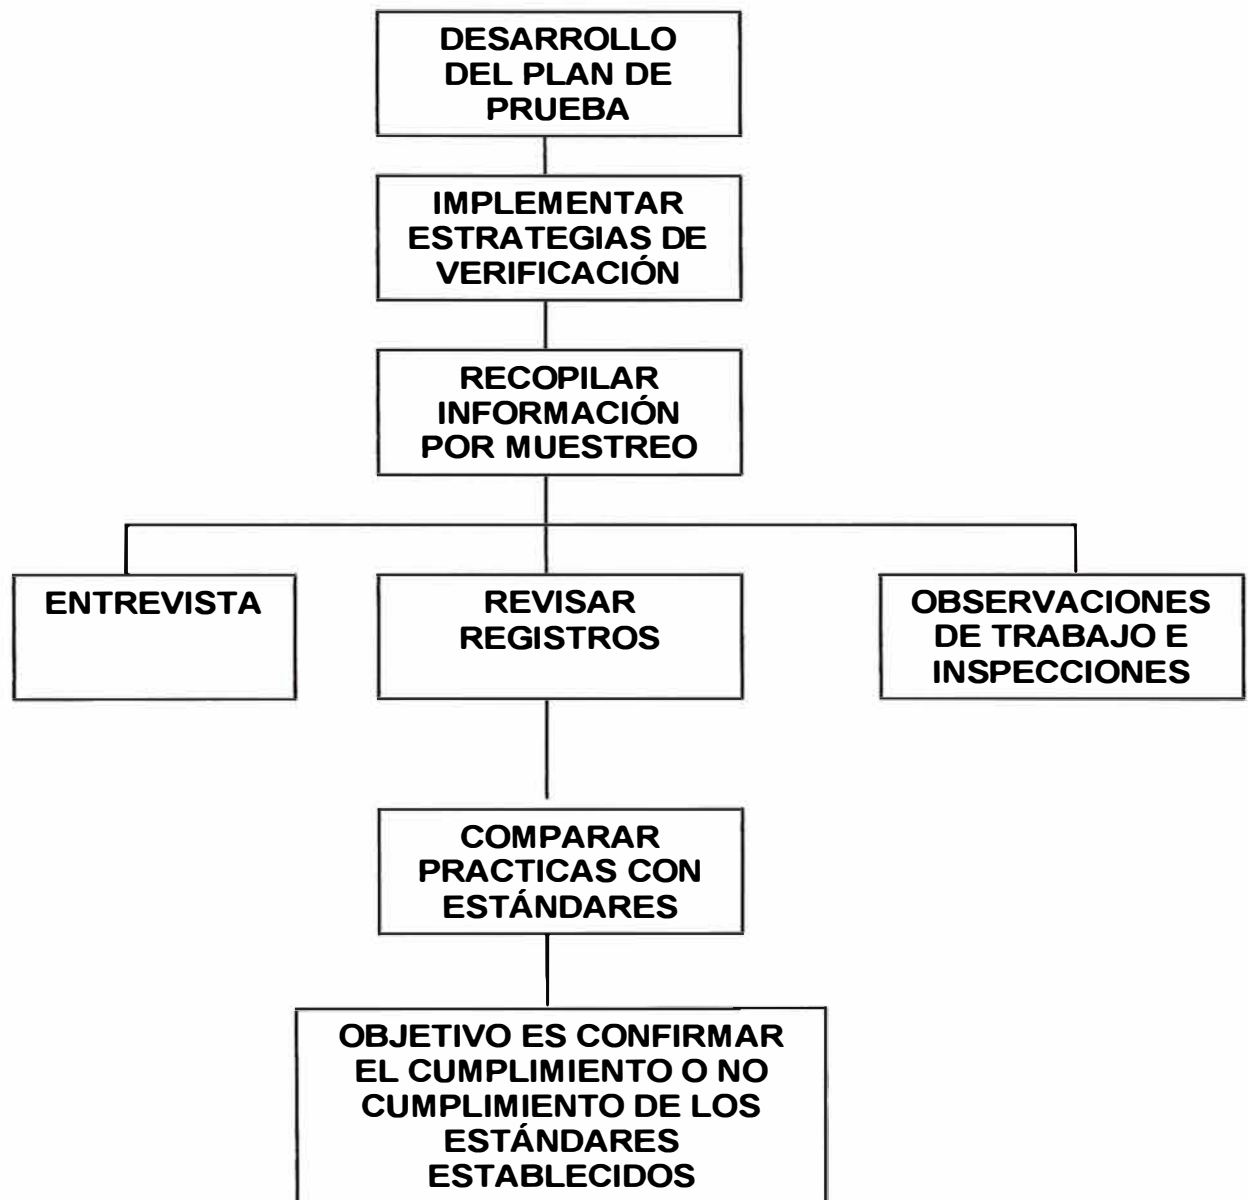 DESARROLLO
DEL PLAN DE
PRUEBA
IMPLEMENTAR
ESTRATEGIAS DE
VERIFICACIÓN
RECOPILAR
INFORMACIÓN
POR MUESTREO
ENTREVISTA
REVISAR
REGISTROS
OBSERVACIONES
DE TRABAJO E
INSPECCIONES
COMPARAR
PRACTICAS CON
ESTÁNDARES
OBJETIVO ES CONFIRMAR
EL CUMPLIMIENTO O NO
CUMPLIMIENTO DE LOS
ESTÁNDARES
ESTABLECIDOS